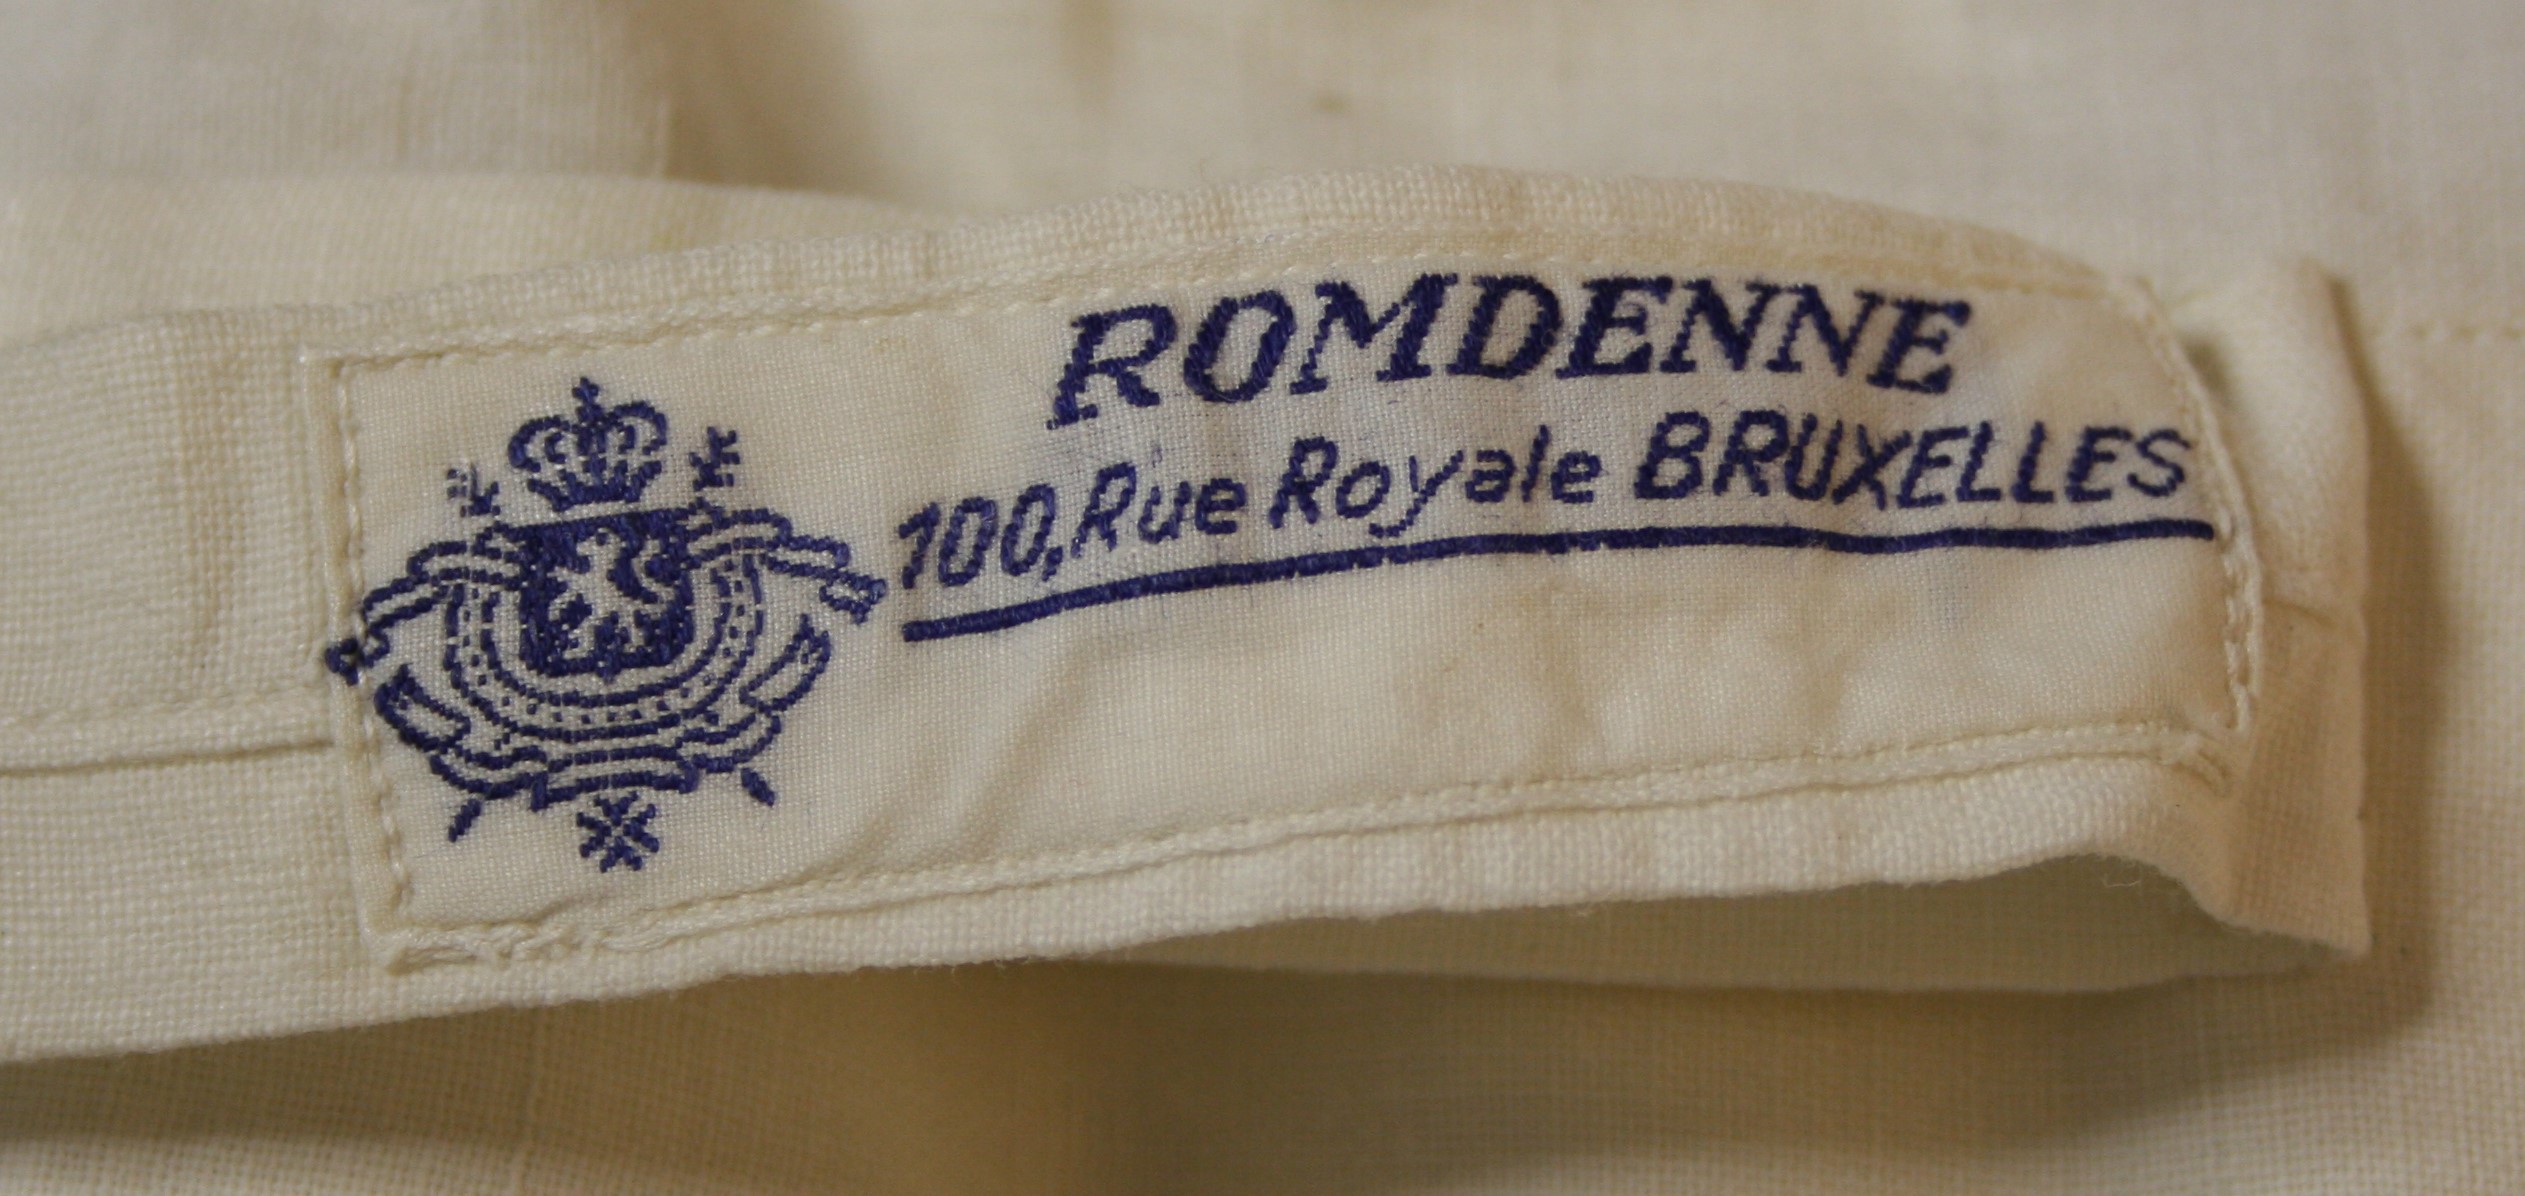 ROMDENNE
100, Rue Royale BRUXELLES